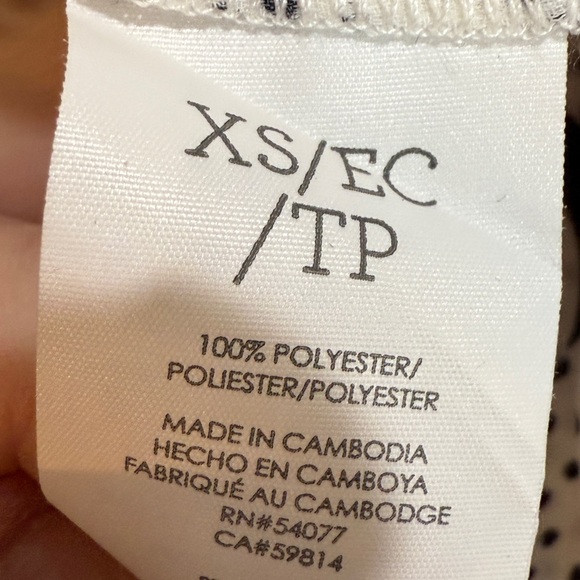 XS/EC
/TP
100% POLYESTER/
POLIESTER/POLYESTER
MADE IN CAMBODIA
HECHO EN CAMBOYA
FABRIQUÉ AU CAMBODGE
RN#54077
CA#59814